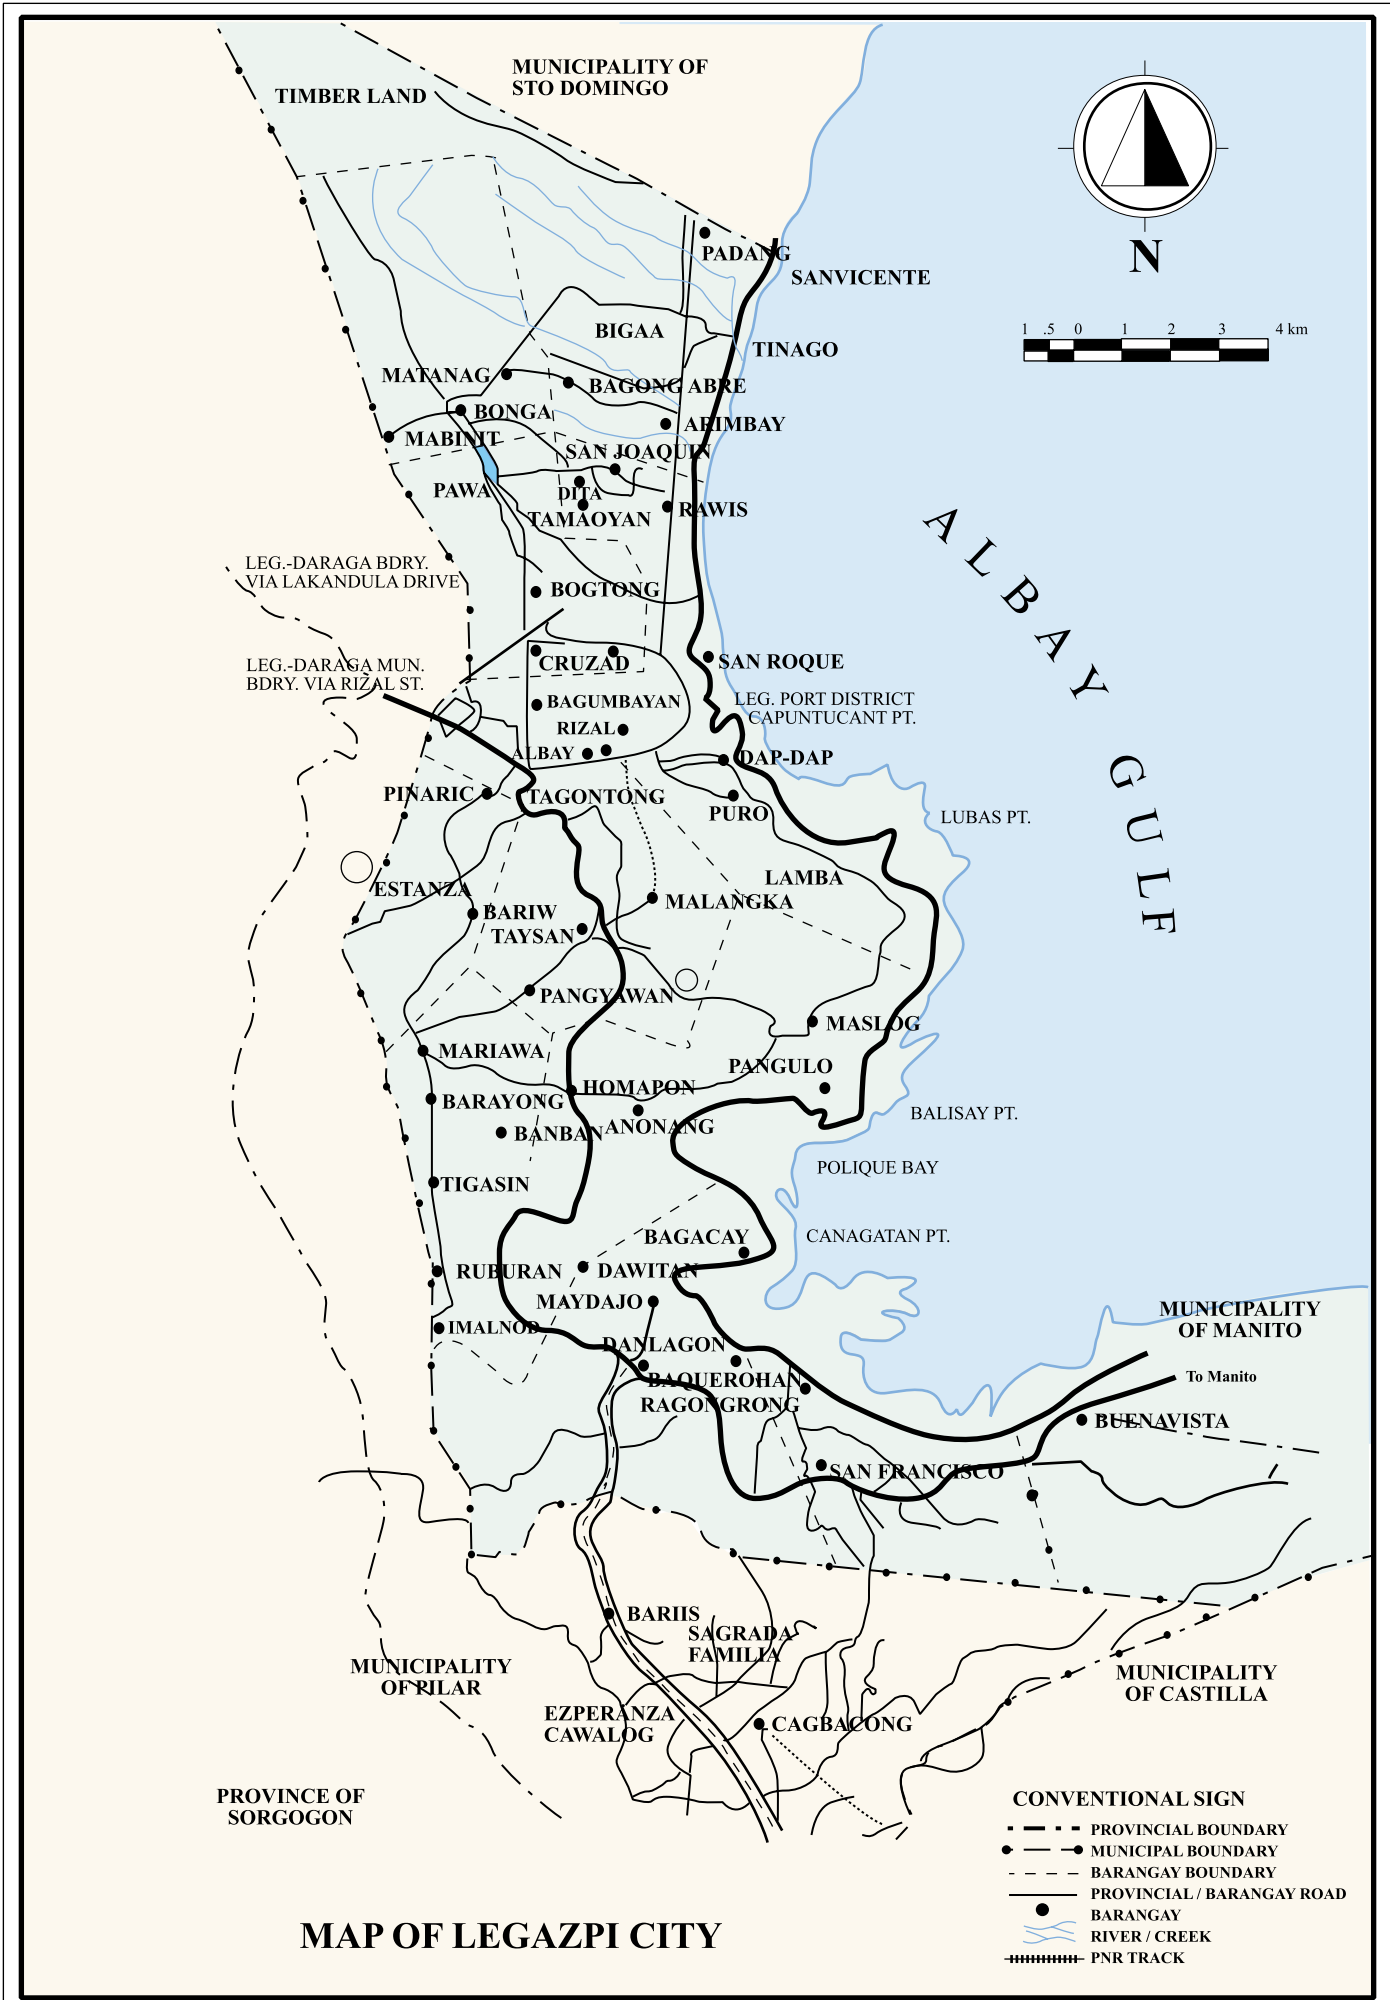 MUNICIPALITY OF
STO DOMINGO
TIMBER LAND
N
PADANG
SANVICENTE
1 .5 0 1 2 3 4 km
BIGAA
TINAGO
MATANAG
BAGONG ABRE
BONGA
ARIMBAY
MABINIT
SAN JOAQUIN
PAWA
DITA
RAWIS
TAMAOYAN
ALBAY GULF
LEG.-DARAGA BDRY.
VIA LAKANDULA DRIVE
BOGTONG
LEG.-DARAGA MUN.
BDRY. VIA RIZAL ST.
CRUZAD
SAN ROQUE
BAGUMBAYAN
LEG. PORT DISTRICT
CAPUNTUCANT PT.
RIZAL
ALBAY
DAP-DAP
PINARIC
TAGONTONG
PURO
LUBAS PT.
ESTANZA
LAMBA
BARIW
MALANGKA
TAYSAN
PANGYAWAN
MASLOG
MARIAWA
PANGULO
HOMAPON
BARAYONG
BALISAY PT.
BANBAN
ANONANG
POLIQUE BAY
TIGASIN
BAGACAY
CANAGATAN PT.
RUBURAN
DAWITAN
MAYDAJO
MUNICIPALITY
OF MANITO
IMALNOD
DANLAGON
To Manito
BAQUEROHAN
RAGONGRONG
BUENAVISTA
SAN FRANCISCO
BARIIS
SAGRADA
FAMILIA
MUNICIPALITY
OF PILAR
MUNICIPALITY
OF CASTILLA
EZPERANZA
CAWALOG
CAGBACONG
PROVINCE OF
SORGOGON
CONVENTIONAL SIGN
PROVINCIAL BOUNDARY
MUNICIPAL BOUNDARY
BARANGAY BOUNDARY
PROVINCIAL / BARANGAY ROAD
BARANGAY
RIVER / CREEK
PNR TRACK
MAP OF LEGAZPI CITY